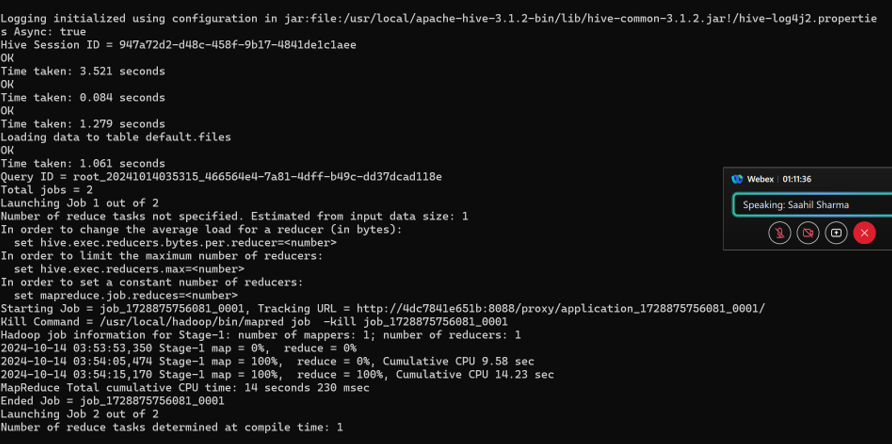 Logging initialized using configuration in jar:file:/usr/local/apache-hive-3.1.2-bin/lib/hive-common-3.1.2.jar!/hive-log4j2.propertie
s Async: true
Hive Session ID = 947a72d2-d48c-458f-9b17-4841de1c1aee
OK
Time taken: 3.521 seconds
OK
Time taken: 0.084 seconds
OK
Time taken: 1.279 seconds
Loading data to table default.files
OK
Time taken: 1.061 seconds
Query ID = root_20241014035315_466564e4-7a81-4dff-b49c-dd37dcad118e
Total jobs = 2
Launching Job 1 out of 2
Number of reduce tasks not specified. Estimated from input data size: 1
In order to change the average load for a reducer (in bytes):
  set hive.exec.reducers.bytes.per.reducer=<number>
In order to limit the maximum number of reducers:
  set hive.exec.reducers.max=<number>
In order to set a constant number of reducers:
  set mapreduce.job.reduces=<number>
Starting Job = job_1728875756081_0001, Tracking URL = http://4dc7841e651b:8088/proxy/application_1728875756081_0001/
Kill Command = /usr/local/hadoop/bin/mapred job  -kill job_1728875756081_0001
Hadoop job information for Stage-1: number of mappers: 1; number of reducers: 1
2024-10-14 03:53:53,350 Stage-1 map = 0%,  reduce = 0%
2024-10-14 03:54:05,474 Stage-1 map = 100%,  reduce = 0%, Cumulative CPU 9.58 sec
2024-10-14 03:54:15,170 Stage-1 map = 100%,  reduce = 100%, Cumulative CPU 14.23 sec
MapReduce Total cumulative CPU time: 14 seconds 230 msec
Ended Job = job_1728875756081_0001
Launching Job 2 out of 2
Number of reduce tasks determined at compile time: 1
Webex | 01:11:36
Speaking: Saahil Sharma